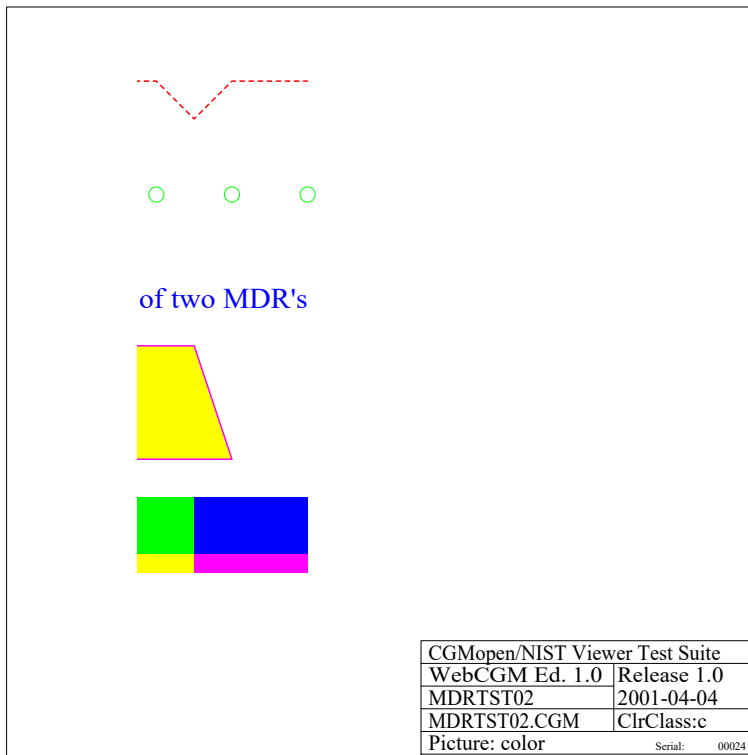 of two MDR's
CGMopen/NIST Viewer Test Suite
WebCGM Ed. 1.0 Release 1.0
MDRTST02 2001-04-04
MDRTST02.CGM ClrClass:c
Picture: color Serial: 00024